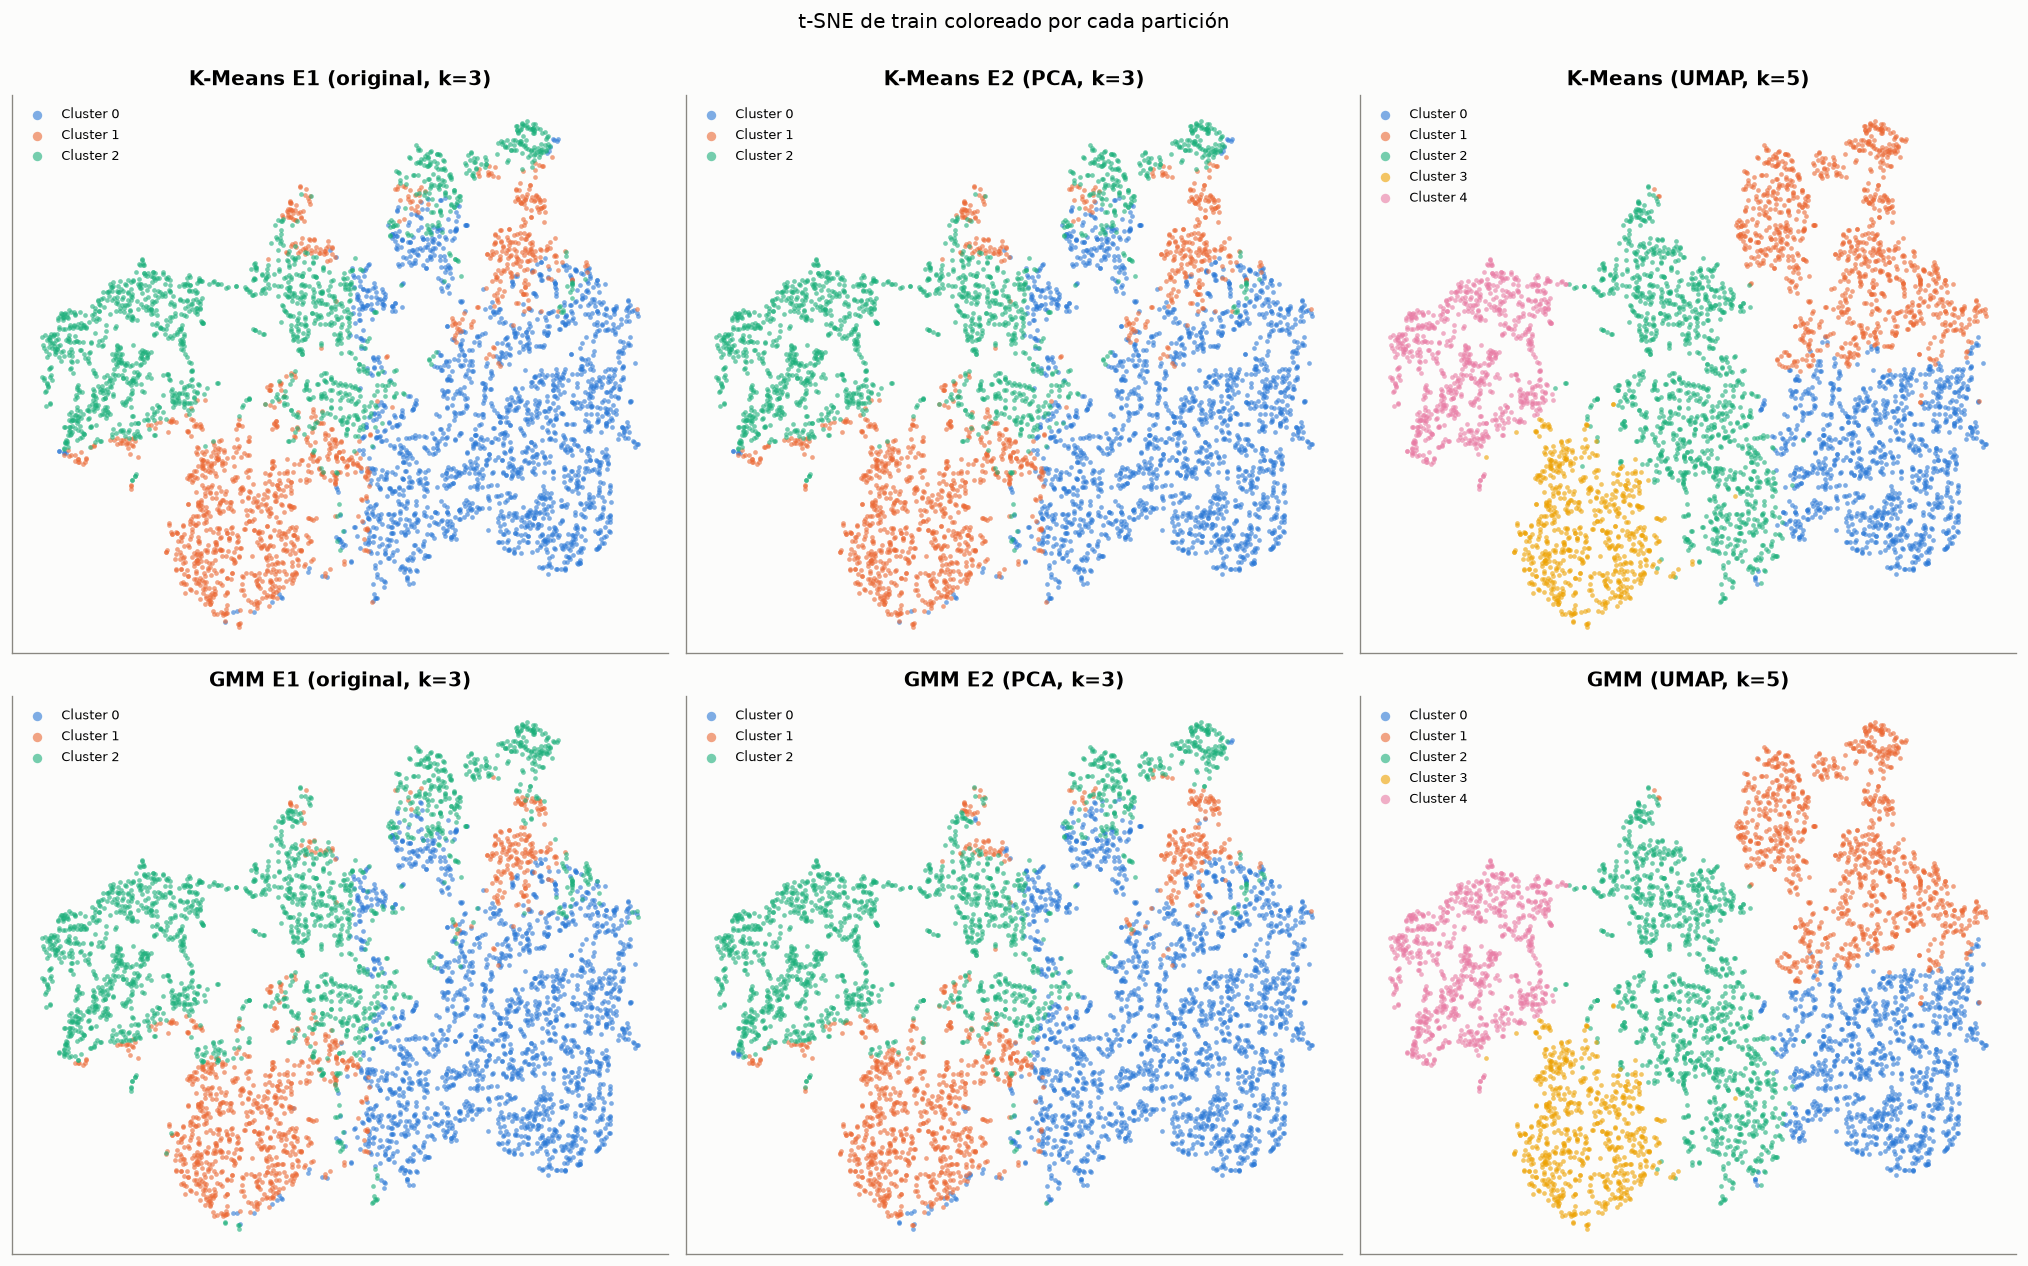 t-SNE de train coloreado por cada partición
K-Means E1 (original, k=3)
Cluster 0
Cluster 1
Cluster 2
K-Means E2 (PCA, k=3)
Cluster 0
Cluster 1
Cluster 2
K-Means (UMAP, k=5)
Cluster 0
Cluster 1
Cluster 2
Cluster 3
Cluster 4
GMM E1 (original, k=3)
Cluster 0
Cluster 1
Cluster 2
GMM E2 (PCA, k=3)
Cluster 0
Cluster 1
Cluster 2
GMM (UMAP, k=5)
Cluster 0
Cluster 1
Cluster 2
Cluster 3
Cluster 4